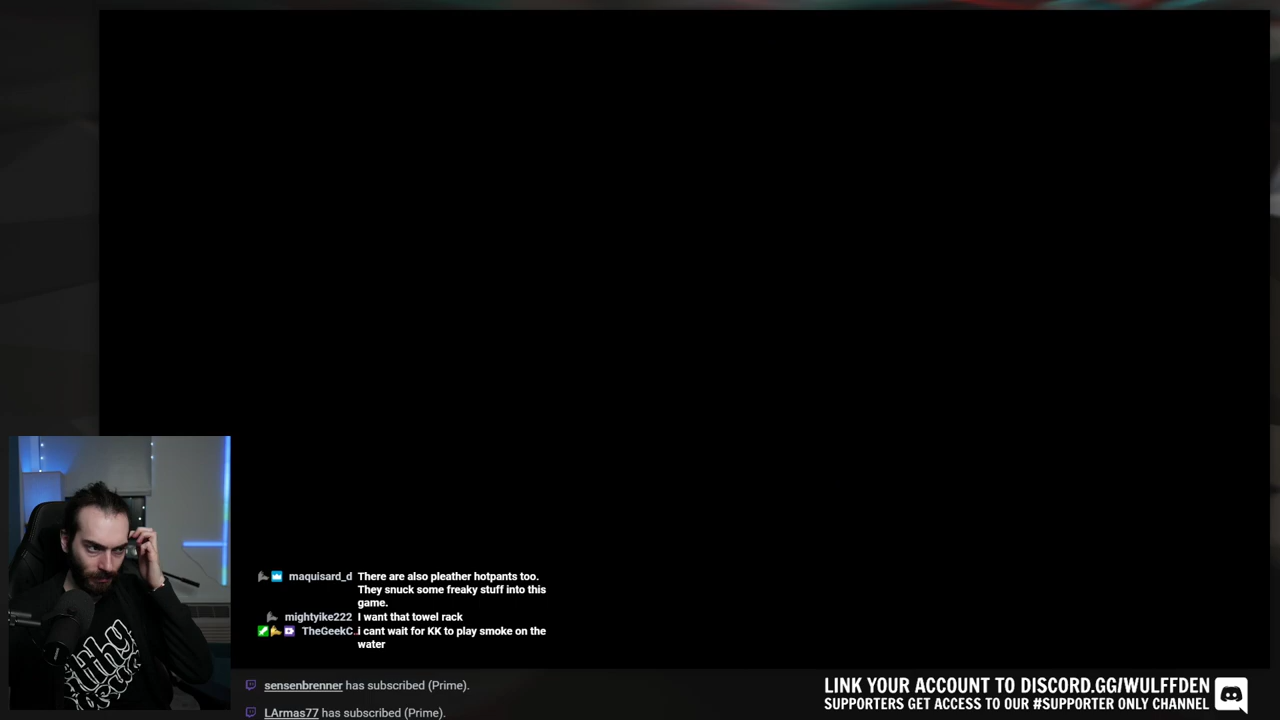 maquisard_d There are also pleather hotpants too.
They snuck some freaky stuff into this
game.
mightyike222 I want that towel rack
TheGeekC.. i cant wait for KK to play smoke on the
water
sensenbrenner has subscribed (Prime).
LArmas77 has subscribed (Prime).
LINK YOUR ACCOUNT TO DISCORD.GG/WULFFDEN
SUPPORTERS GET ACCESS TO OUR #SUPPORTER ONLY CHANNEL